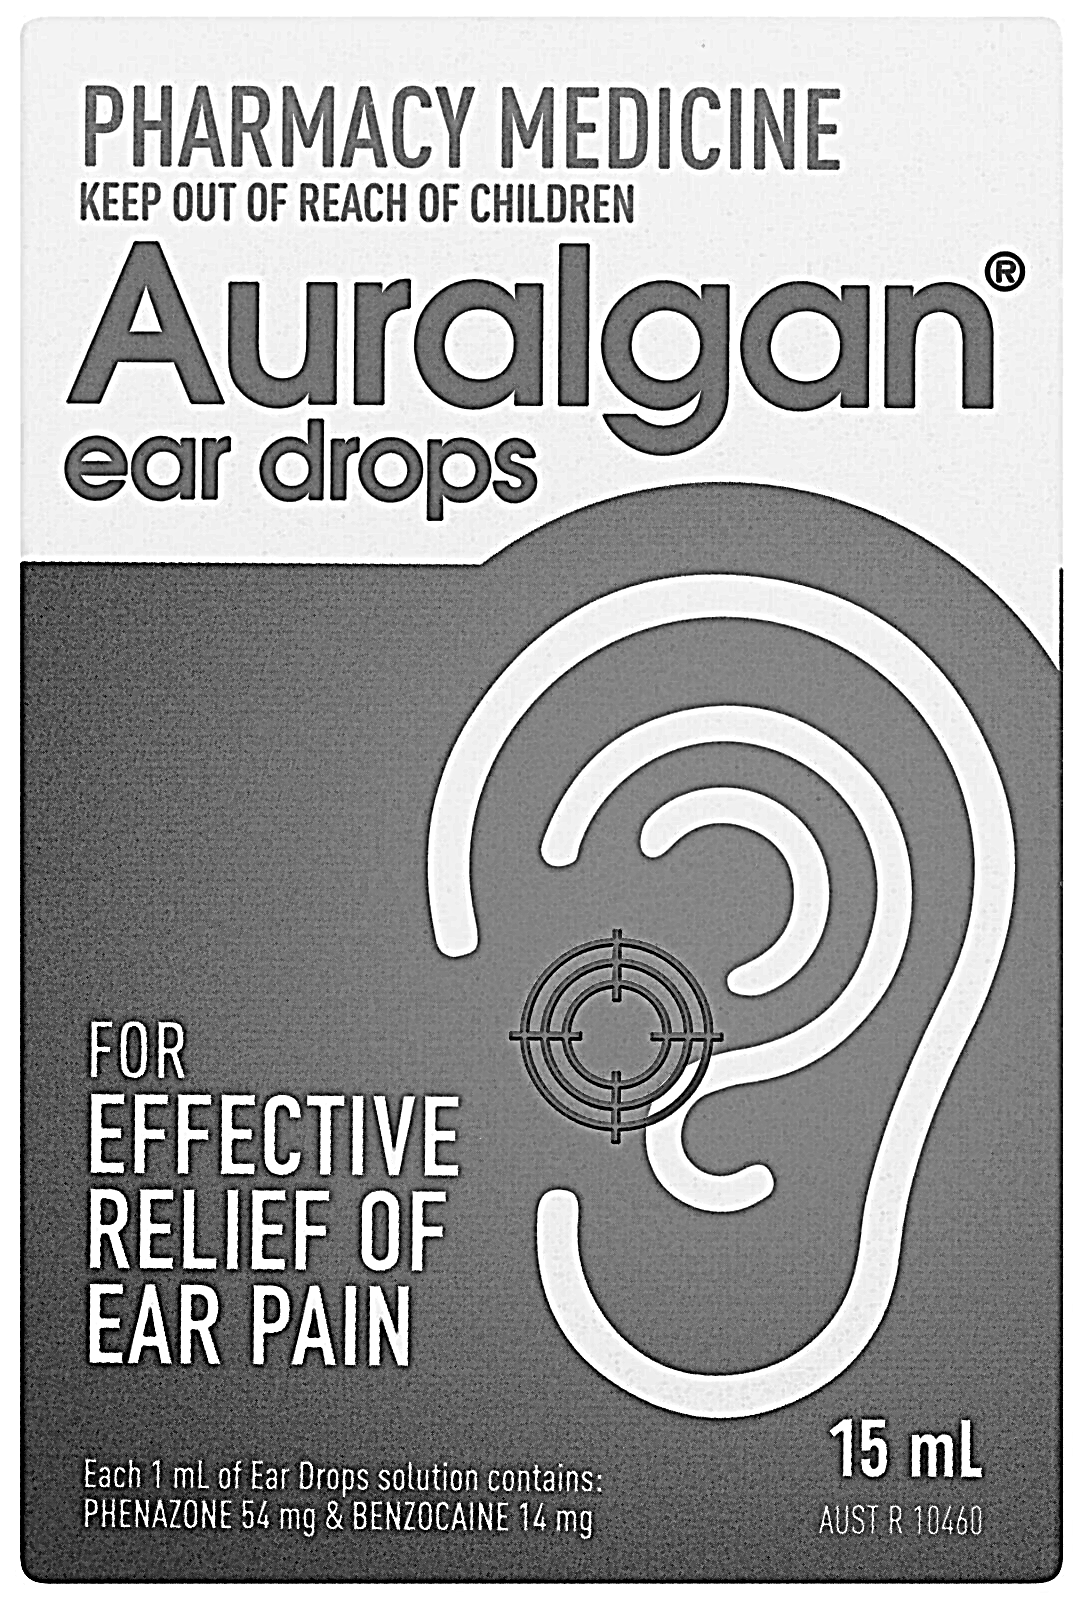 PHARMACY MEDICINE
KEEP OUT OF REACH OF CHILDREN
Auralgan®
ear drops
FOR
EFFECTIVE
RELIEF OF
EAR PAIN
15 mL
Each 1 mL of Ear Drops solution contains:
PHENAZONE 54 mg & BENZOCAINE 14 mg
AUST R 10460